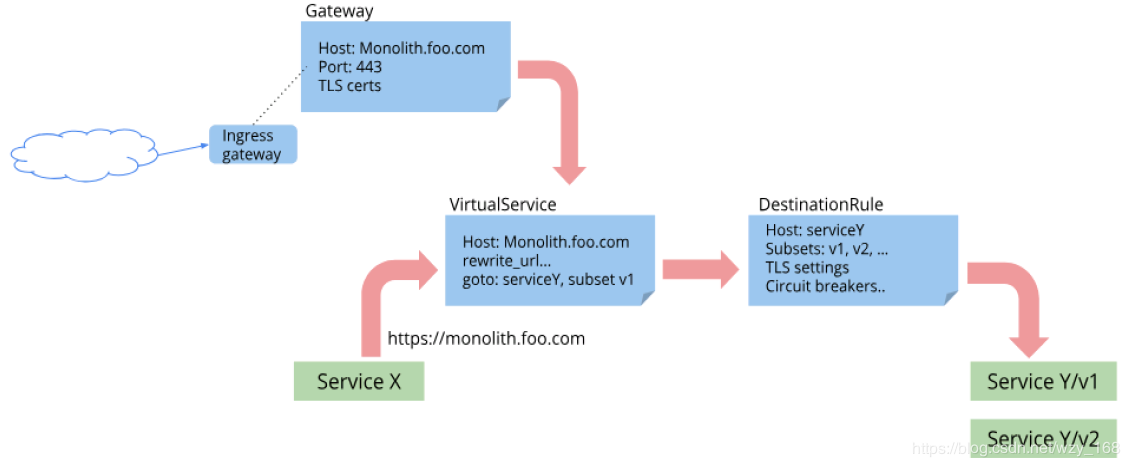 Gateway
Host: Monolith.foo.com
Port: 443
TLS certs
Ingress
gateway
VirtualService
Host: Monolith.foo.com
rewrite_url...
goto: serviceY, subset v1
DestinationRule
Host: serviceY
Subsets: v1, v2, ...
TLS settings
Circuit breakers..
https://monolith.foo.com
Service X
Service Y/v1
Service Y/v2
https://blog.csdn.net/wzy_168